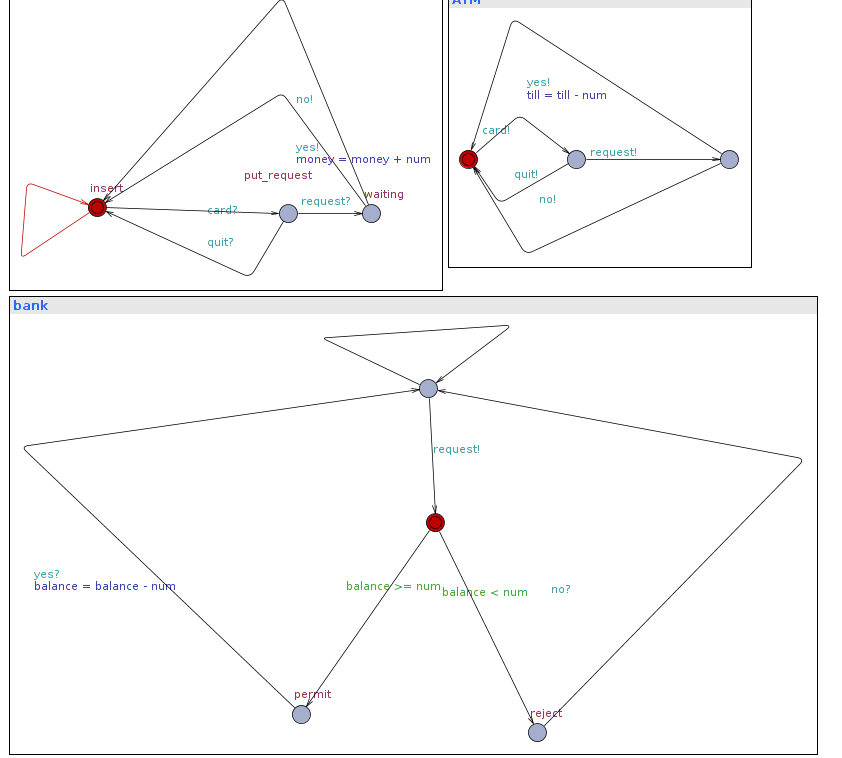 ATM
no!
yes!
money = money + num
put_request
insert
waiting
request?
card?
quit?
yes!
till = till - num
card!
request!
quit!
no!
bank
request!
yes?
balance = balance - num
balance >= num
balance < num
no?
permit
reject